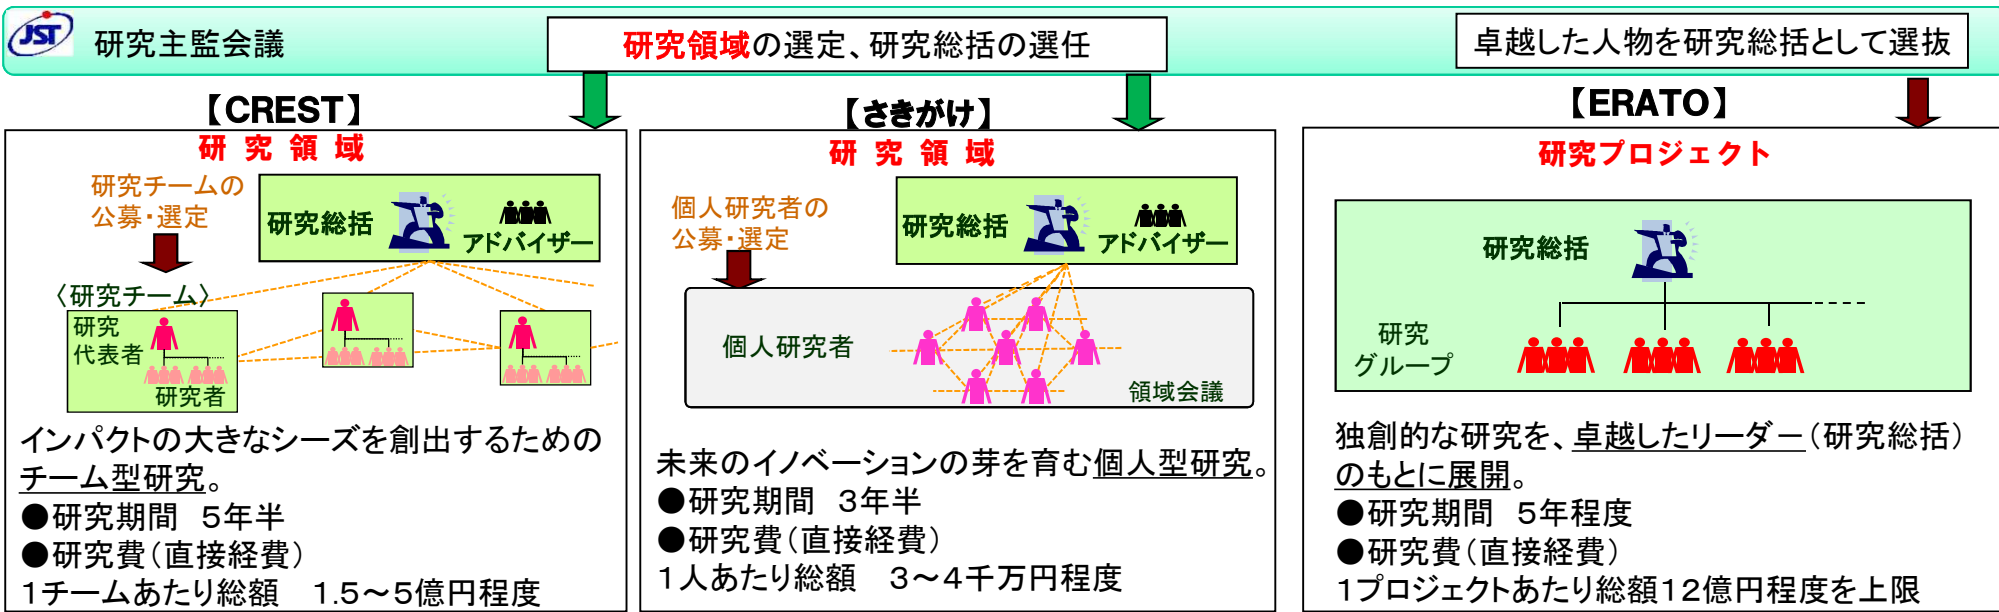 JST
研究主監会議
研究領域の選定、研究総括の選任
卓越した人物を研究総括として選抜
【CREST】
研究領域
研究チームの
公募・選定
研究総括
アドバイザー
〈研究チーム〉
研究
代表者
研究者
インパクトの大きなシーズを創出するための
チーム型研究。
●研究期間　5年半
●研究費（直接経費）
1チームあたり総額　1.5～5億円程度
【さきがけ】
研究領域
個人研究者の
公募・選定
研究総括
アドバイザー
個人研究者
領域会議
未来のイノベーションの芽を育む個人型研究。
●研究期間　3年半
●研究費（直接経費）
1人あたり総額　3～4千万円程度
【ERATO】
研究プロジェクト
研究総括
研究
グループ
独創的な研究を、卓越したリーダー（研究総括）
のもとに展開。
●研究期間　5年程度
●研究費（直接経費）
1プロジェクトあたり総額12億円程度を上限